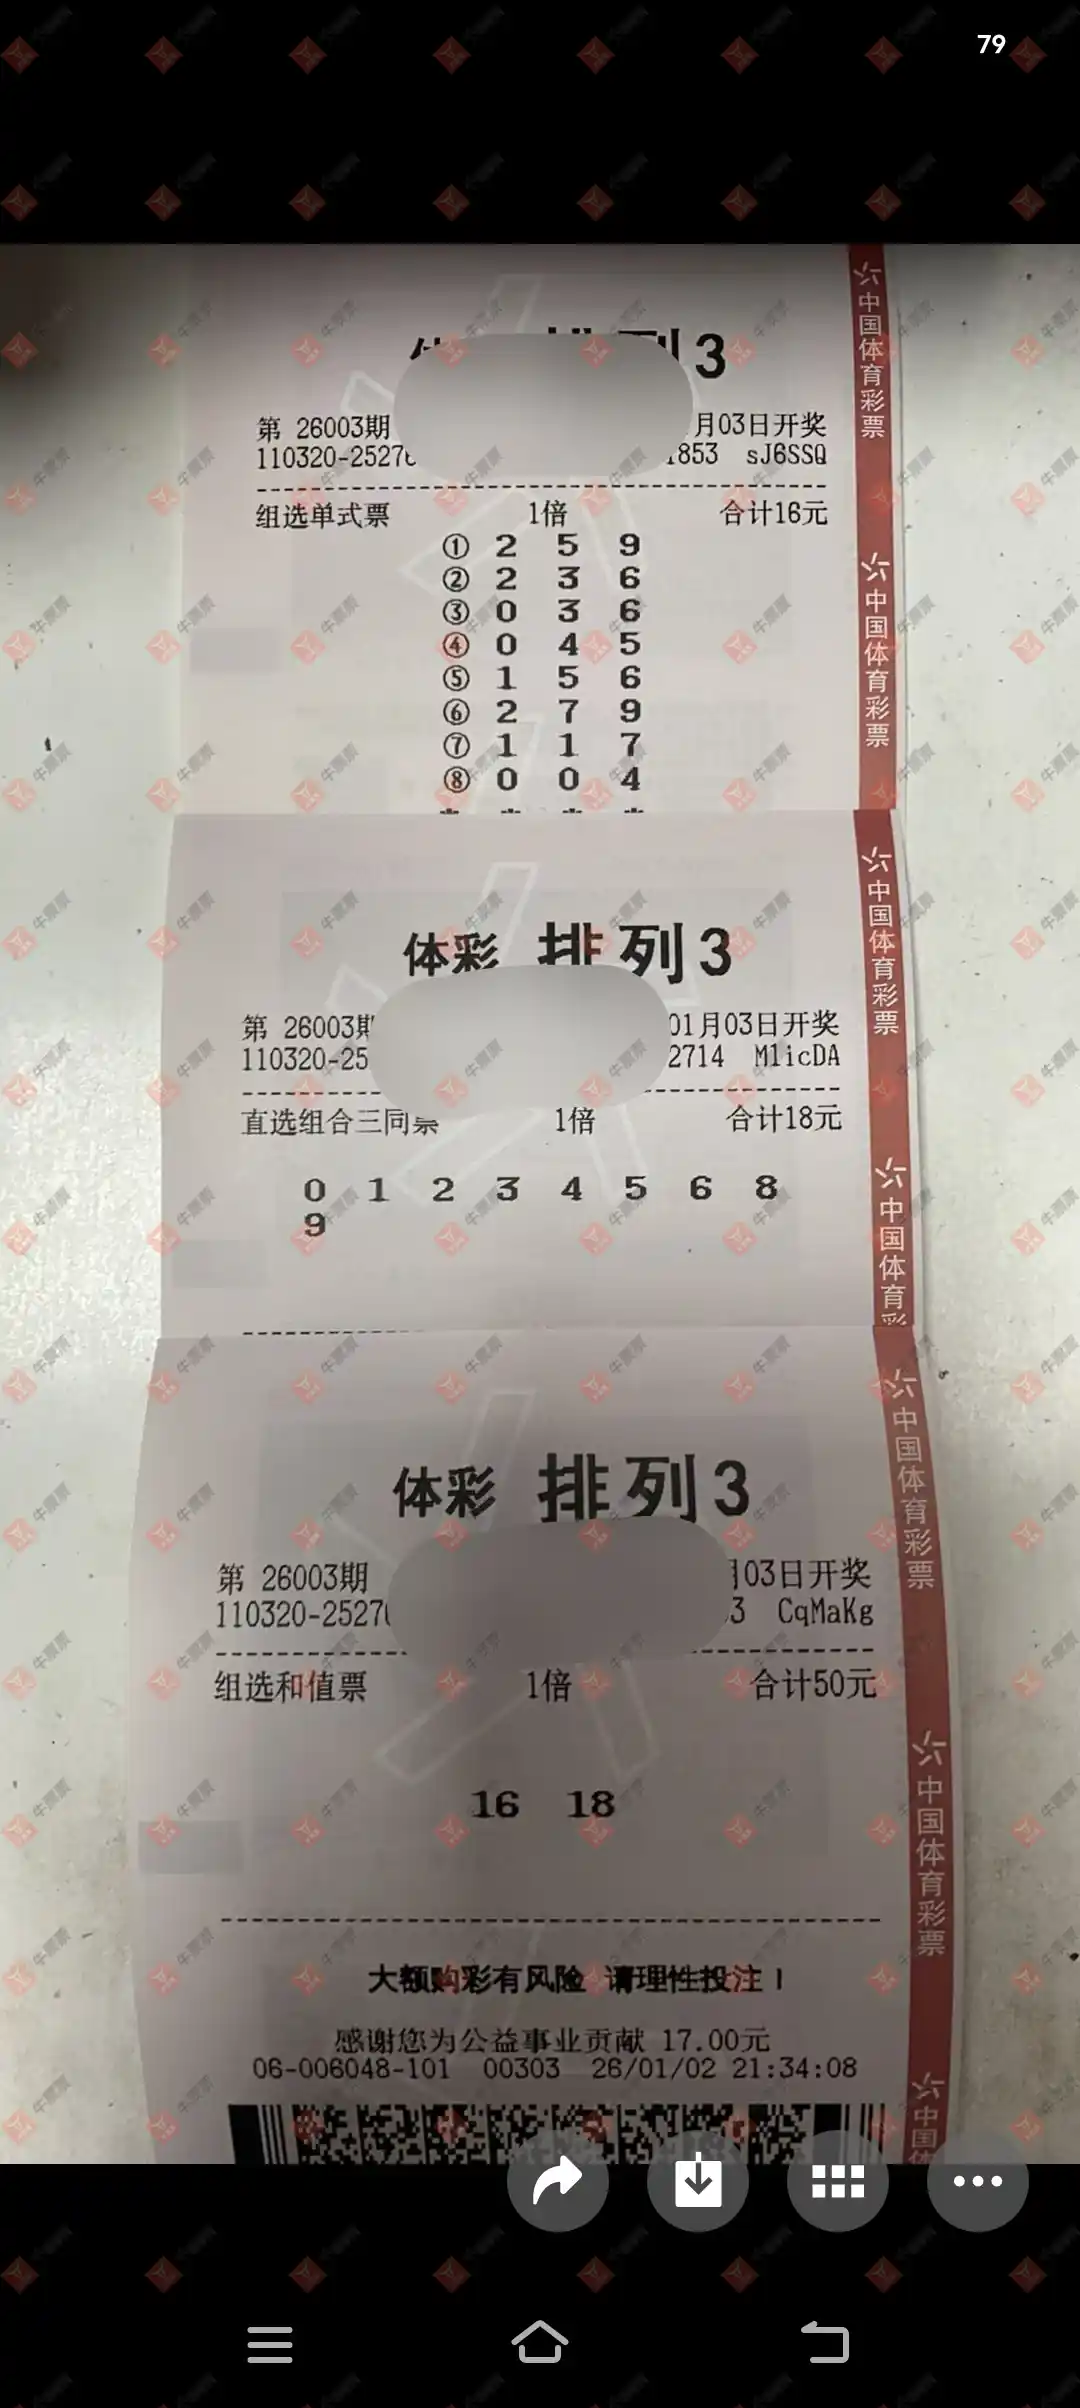 79
3
第 26003期 月03日开奖
110320-2527 1853 sJ6SSQ
组选单式票 1倍 合计16元
① 2 5 9
② 2 3 6
③ 0 3 6
④ 0 4 5
⑤ 1 5 6
⑥ 2 7 9
⑦ 1 1 7
⑧ 0 0 4
体彩 排列3
第 26003期 01月03日开奖
110320-25 2714 M1icDA
直选组合三同票 1倍 合计18元
0 1 2 3 4 5 6 8
9
体彩 排列3
第 26003期 03日开奖
110320-2527 3 CqMaKg
组选和值票 1倍 合计50元
16 18
大额购彩有风险 请理性投注！
感谢您为公益事业贡献 17.00元
06-006048-101 00303 26/01/02 21:34:08
中国体育彩票
中国体育彩票
中国体育彩票
中国体育
中国体育彩票
中国体育彩票
中国体
牛票票